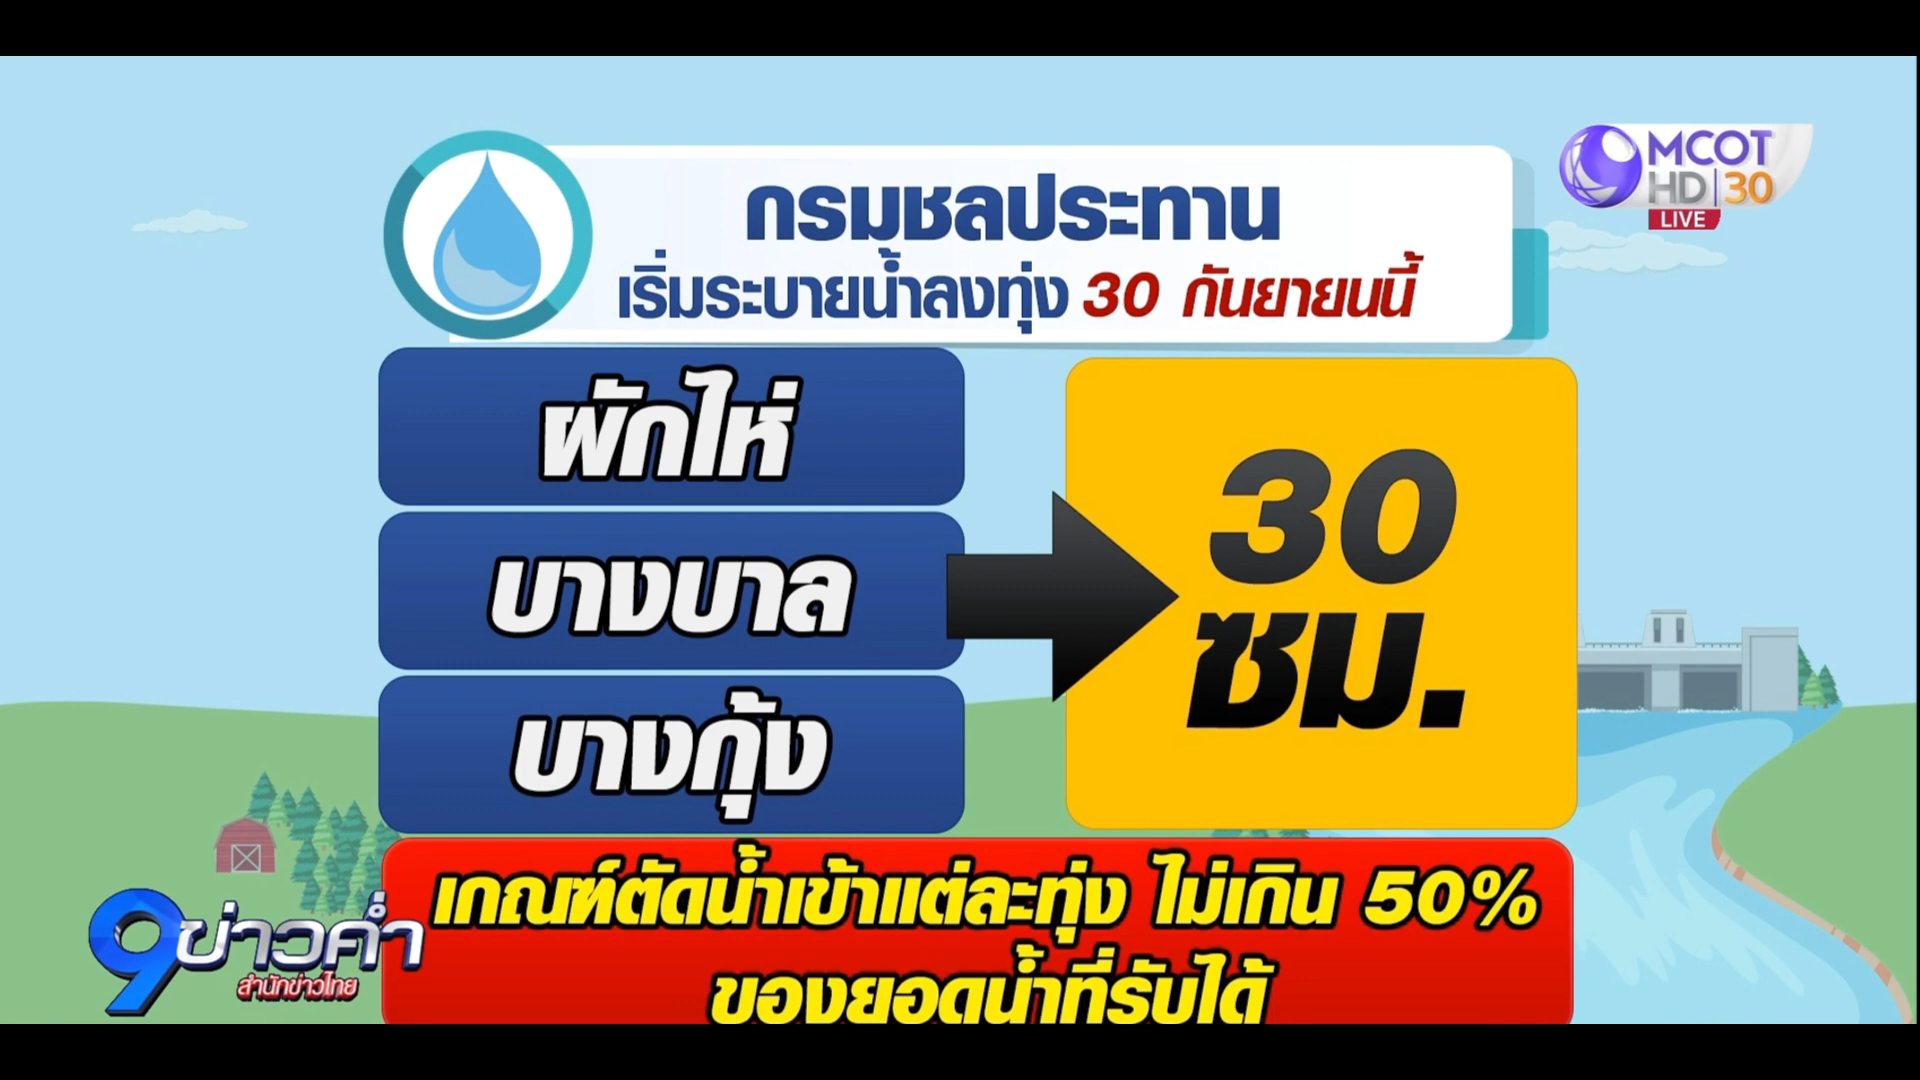 กรมชลประทาน
เริ่มระบายน้ำลงทุ่ง 30 กันยายนนี้
MCOT
HD 30
LIVE
ผักไห่
บางบาล
บางกุ้ง
30
ซม.
เกณฑ์ตัดน้ำเข้าแต่ละทุ่ง ไม่เกิน 50%
ของยอดน้ำที่รับได้
9ข่าวค่ำ
สำนักข่าวไทย